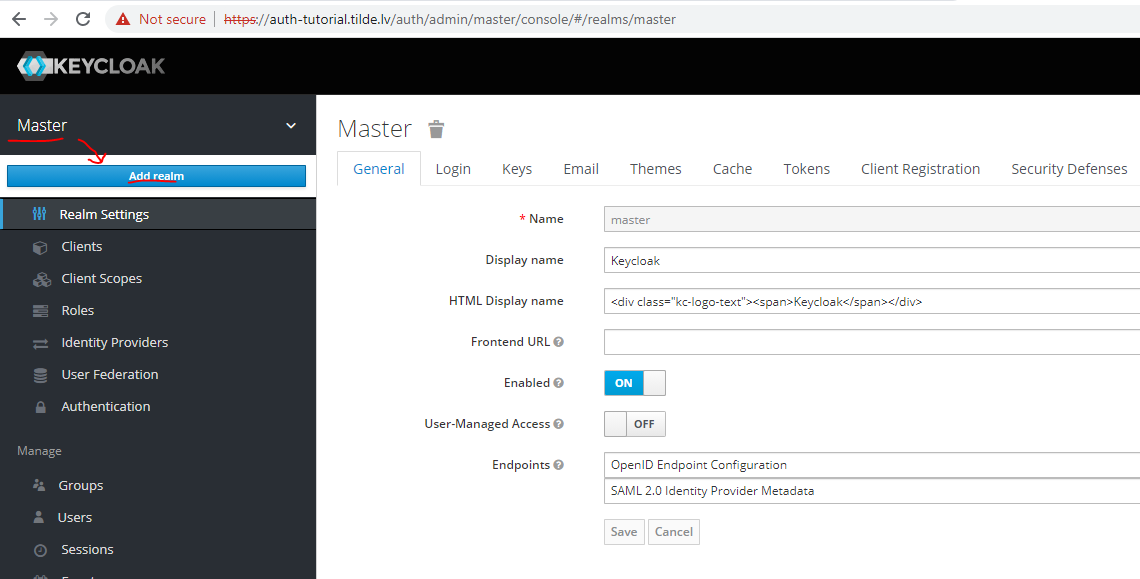 Not secure | https://auth-tutorial.tilde.lv/auth/admin/master/console/#/realms/master
KEYCLOAK
Master
Add realm
Realm Settings
Clients
Client Scopes
Roles
Identity Providers
User Federation
Authentication
Manage
Groups
Users
Sessions
Master
General Login Keys Email Themes Cache Tokens Client Registration Security Defenses
* Name master
Display name Keycloak
HTML Display name <div class="kc-logo-text"><span>Keycloak</span></div>
Frontend URL
Enabled ON
User-Managed Access OFF
Endpoints OpenID Endpoint Configuration
SAML 2.0 Identity Provider Metadata
Save Cancel